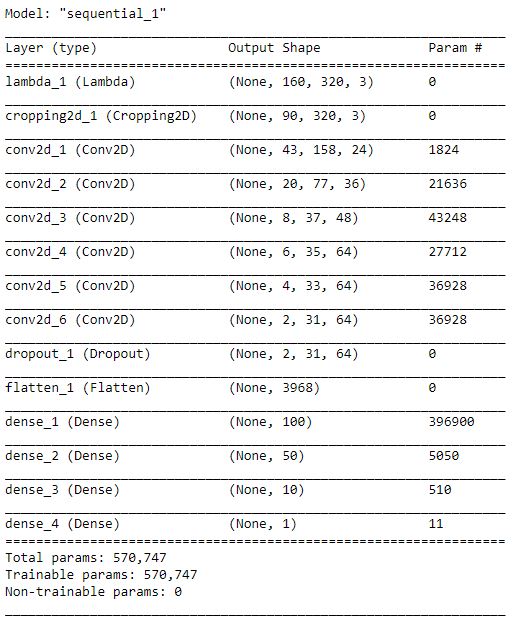 Model: "sequential_1"
Layer (type) Output Shape Param #
lambda_1 (Lambda) (None, 160, 320, 3) 0
cropping2d_1 (Cropping2D) (None, 90, 320, 3) 0
conv2d_1 (Conv2D) (None, 43, 158, 24) 1824
conv2d_2 (Conv2D) (None, 20, 77, 36) 21636
conv2d_3 (Conv2D) (None, 8, 37, 48) 43248
conv2d_4 (Conv2D) (None, 6, 35, 64) 27712
conv2d_5 (Conv2D) (None, 4, 33, 64) 36928
conv2d_6 (Conv2D) (None, 2, 31, 64) 36928
dropout_1 (Dropout) (None, 2, 31, 64) 0
flatten_1 (Flatten) (None, 3968) 0
dense_1 (Dense) (None, 100) 396900
dense_2 (Dense) (None, 50) 5050
dense_3 (Dense) (None, 10) 510
dense_4 (Dense) (None, 1) 11
Total params: 570,747
Trainable params: 570,747
Non-trainable params: 0